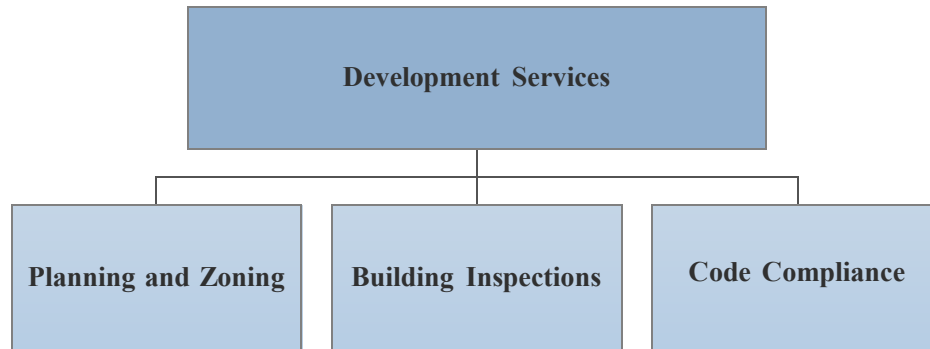 Development Services
Planning and Zoning
Building Inspections
Code Compliance